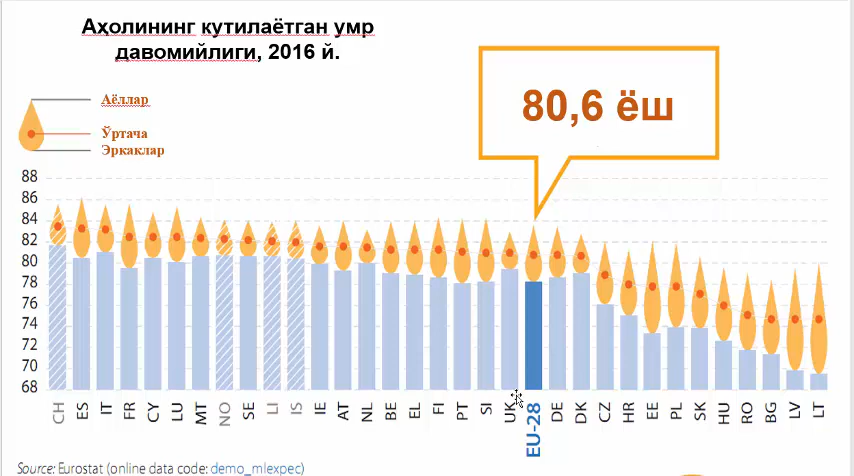 Аҳолининг кутилаётган умр
давомийлиги, 2016 й.
80,6 ёш
Аёллар
Ўртача
Эркаклар
88
86
84
82
80
78
76
74
72
70
68
CH ES IT FR CY LU MT NO SE LI IS IE AT NL BE EL FI PT SI UK EU-28 DE DK CZ HR EE PL SK HU RO BG LV LT
Source: Eurostat (online data code: demo_mlexpec)